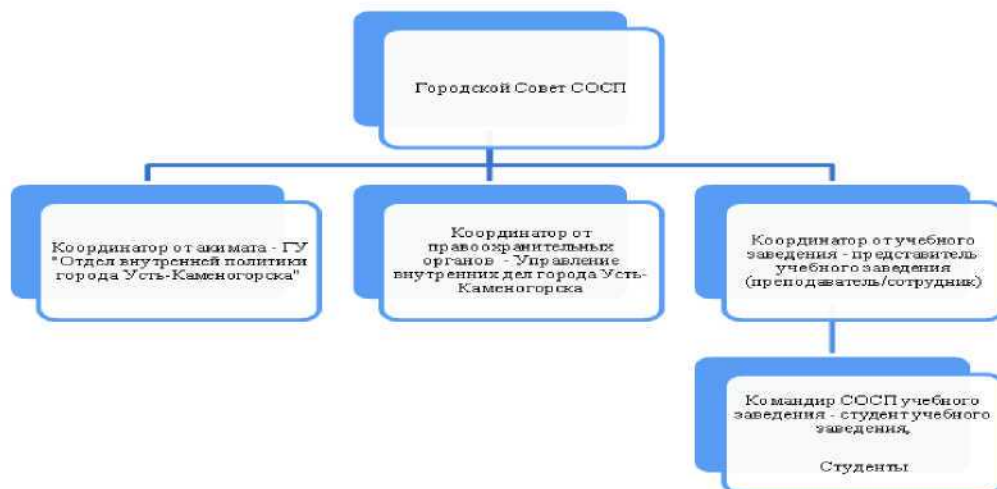 Городской Совет СОСП
Координатор от акимата - ГУ
"Отдел внутренней политики
города Усть-Каменогорска"
Координатор от
правоохранительных
органов - Управление
внутренних дел города Усть-
Каменогорска
Координатор от учебного
заведения - представитель
учебного заведения
(преподаватель/сотрудник)
Командир СОСП учебного
заведения - студент учебного
заведения,
Студенты